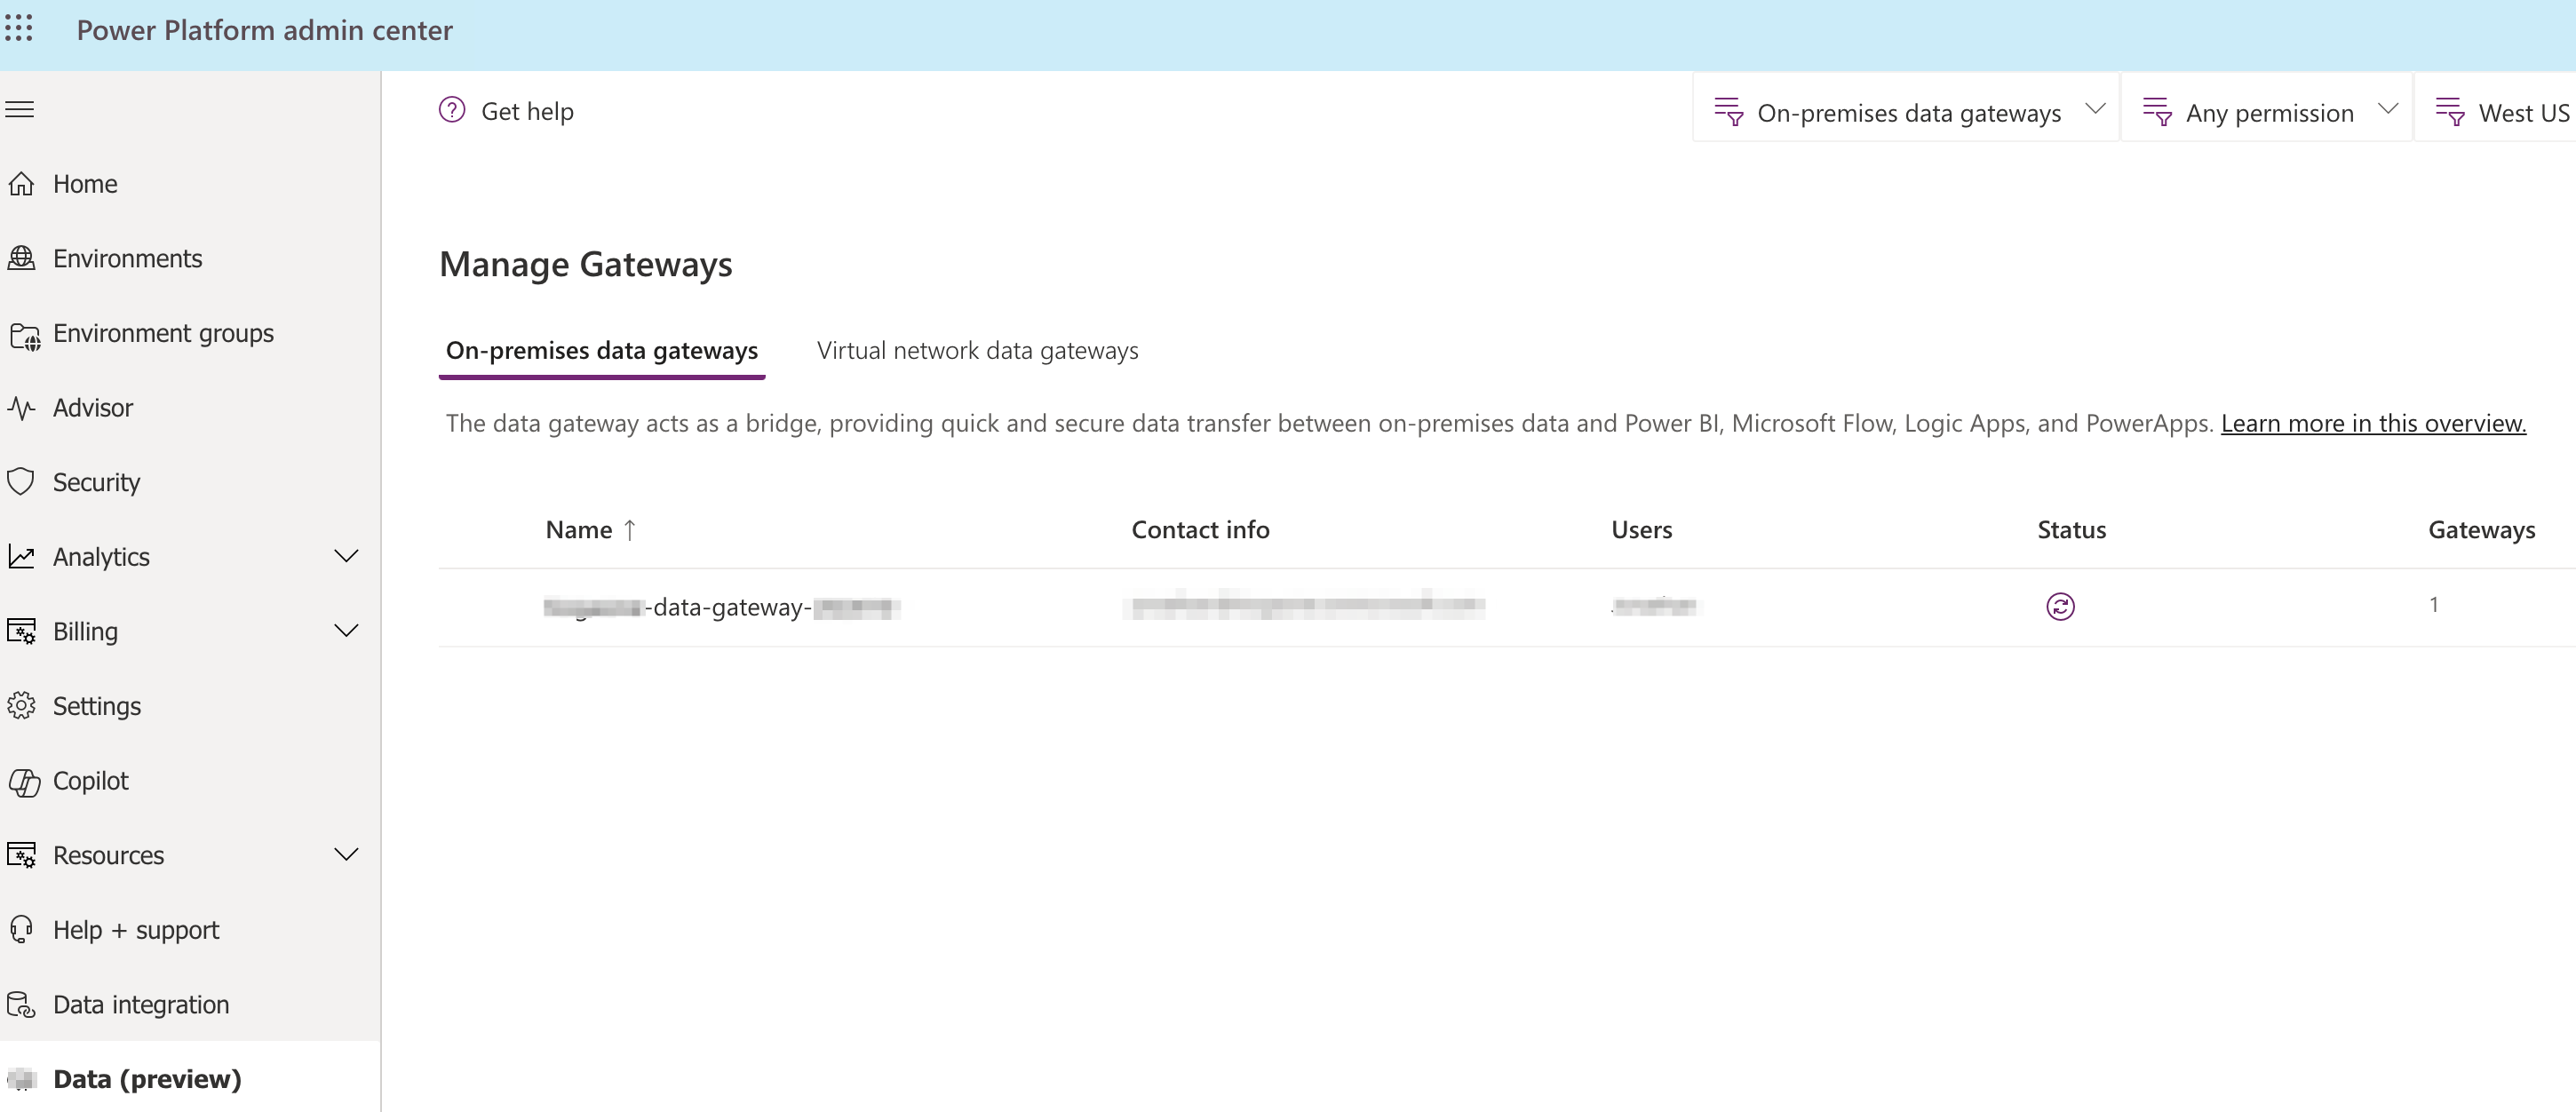 Power Platform admin center
Get help
On-premises data gateways
Any permission
West US
Home
Environments
Environment groups
Advisor
Security
Analytics
Billing
Settings
Copilot
Resources
Help + support
Data integration
Data (preview)
Manage Gateways
On-premises data gateways
Virtual network data gateways
The data gateway acts as a bridge, providing quick and secure data transfer between on-premises data and Power BI, Microsoft Flow, Logic Apps, and PowerApps. Learn more in this overview.
Name ↑ Contact info Users Status Gateways
-data-gateway- 1